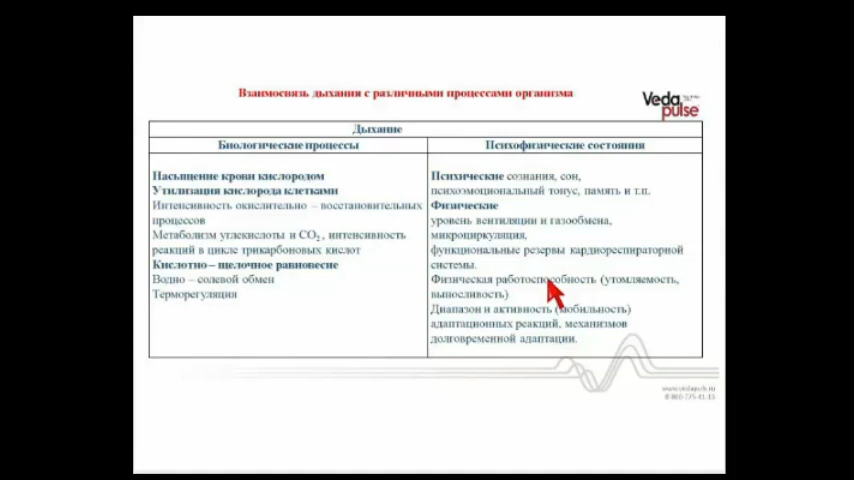 Взаимосвязь дыхания с различными процессами организма
Veda
pulse
Дыхание
Биологические процессы
Психофизические состояния
Насыщение крови кислородом
Утилизация кислорода клетками
Интенсивность окислительно – восстановительных
процессов
Метаболизм углекислоты и CO2, интенсивность
реакций в цикле трикарбоновых кислот
Кислотно – щелочное равновесие
Водно – солевой обмен
Терморегуляция
Психические сознания, сон,
психоэмоциональный тонус, память и т.п.
Физические
уровень вентиляции и газообмена,
микроциркуляция,
функциональные резервы кардиореспираторной
системы.
Физическая работоспособность (утомляемость,
выносливость)
Диапазон и активность (мобильность)
адаптационных реакций, механизмов
долговременной адаптации.